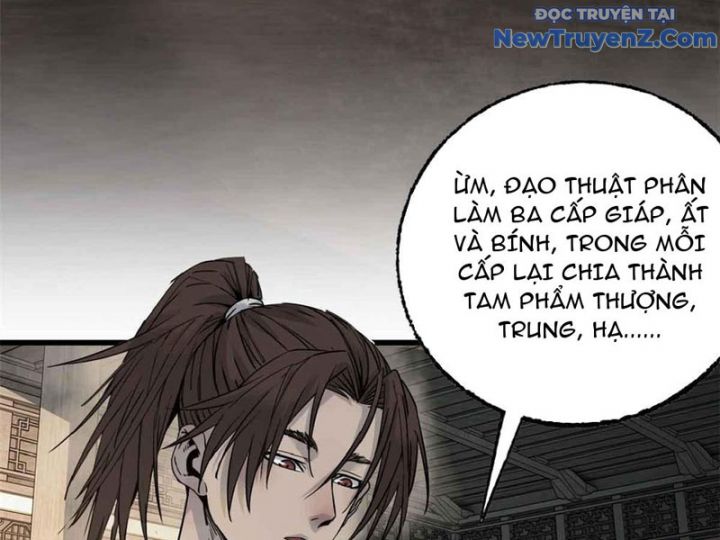 ĐỌC TRUYỆN TẠI
NewTruyenZ.Com
ỪM, ĐẠO THUẬT PHÂN
LÀM BA CẤP GIÁP, ẤT
VÀ BÍNH, TRONG MỖI
CẤP LẠI CHIA THÀNH
TAM PHẨM THƯỢNG,
TRUNG, HẠ......